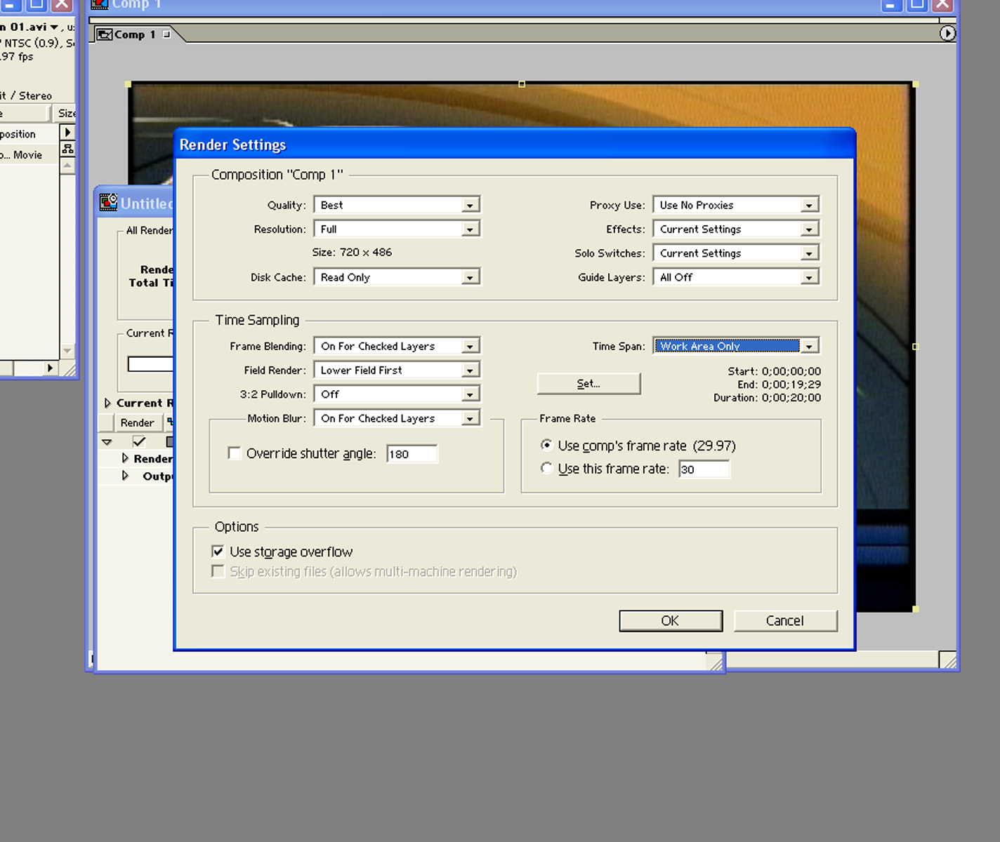 Comp 1
n 01.avi
' NTSC (0.9), S
.97 fps
it / Stereo
Size
position
o... Movie
Comp 1
Untitled
All Render
Rende
Total Ti
Current R
Current R
Render
Render
Outpu
Render Settings
Composition "Comp 1"
Quality: Best
Proxy Use: Use No Proxies
Resolution: Full
Effects: Current Settings
Size: 720 x 486
Solo Switches: Current Settings
Disk Cache: Read Only
Guide Layers: All Off
Time Sampling
Frame Blending: On For Checked Layers
Time Span: Work Area Only
Field Render: Lower Field First
Set...
Start: 0;00;00;00
End: 0;00;19;29
Duration: 0;00;20;00
3:2 Pulldown: Off
Motion Blur: On For Checked Layers
Frame Rate
Override shutter angle: 180
Use comp's frame rate (29.97)
Use this frame rate: 30
Options
Use storage overflow
Skip existing files (allows multi-machine rendering)
OK
Cancel